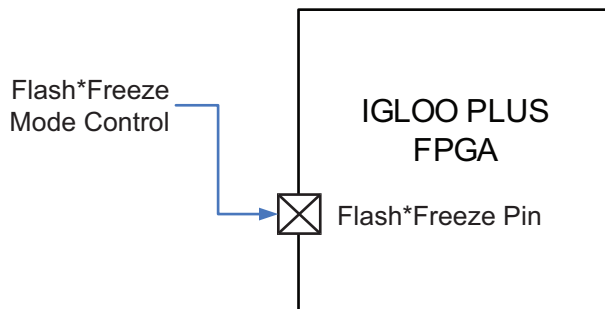 Flash*Freeze
Mode Control
IGLOO PLUS
FPGA
Flash*Freeze Pin